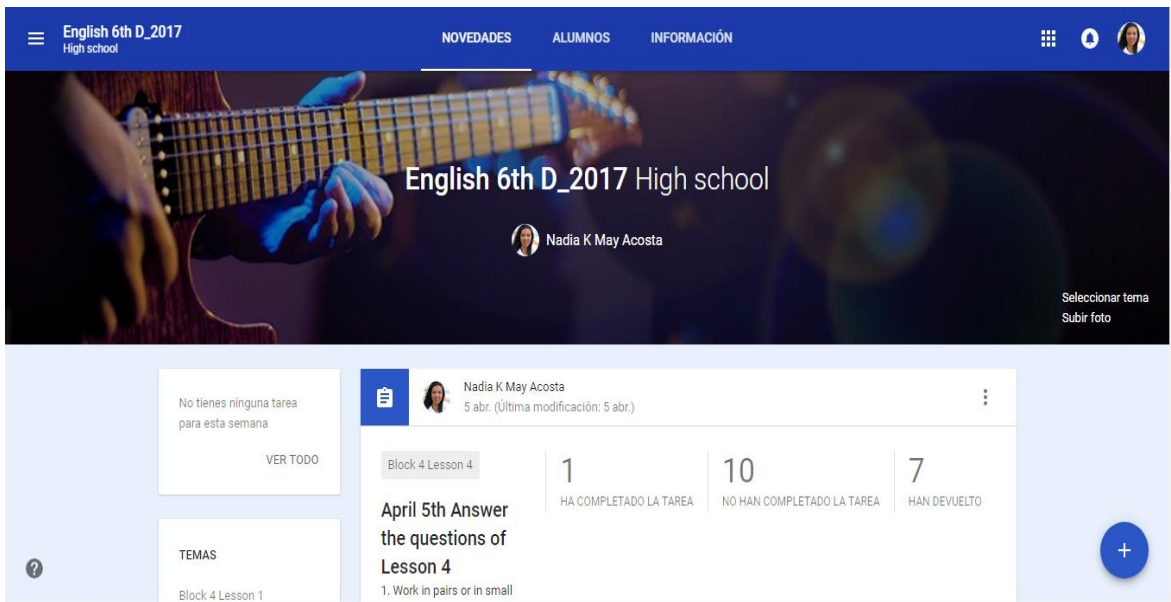 English 6th D_2017
High school
NOVEDADES ALUMNOS INFORMACIÓN
English 6th D_2017 High school
Nadia K May Acosta
Seleccionar tema
Subir foto
No tienes ninguna tarea
para esta semana
VER TODO
TEMAS
Block 4 Lesson 1
Nadia K May Acosta
5 abr. (Última modificación: 5 abr.)
Block 4 Lesson 4
April 5th Answer
the questions of
Lesson 4
1. Work in pairs or in small
1
HA COMPLETADO LA TAREA
10
NO HAN COMPLETADO LA TAREA
7
HAN DEVUELTO